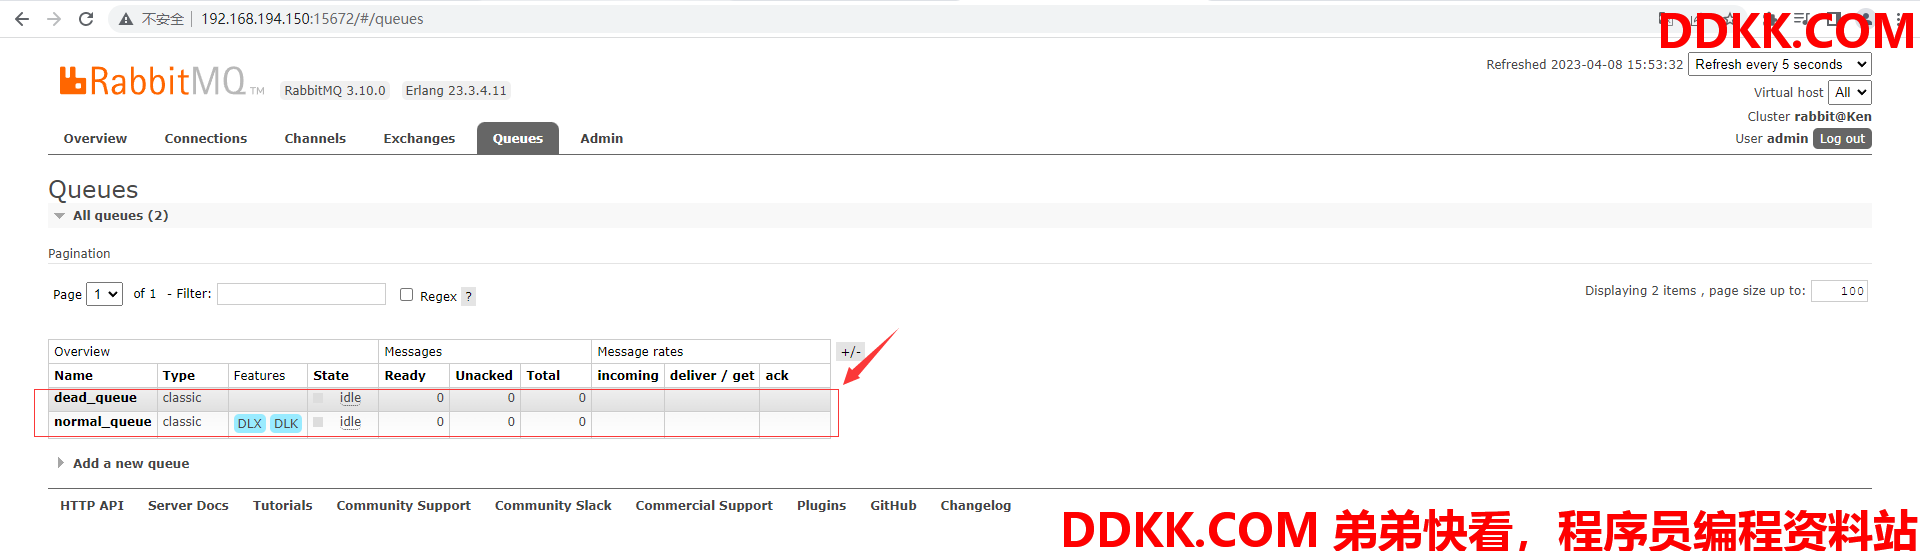 不安全 192.168.194.150:15672/#/queues
DDKK.COM
Refreshed 2023-04-08 15:53:32 Refresh every 5 seconds
RabbitMQ TM RabbitMQ 3.10.0 Erlang 23.3.4.11
Virtual host All
Cluster rabbit@Ken
User admin Log out
Overview Connections Channels Exchanges Queues Admin
Queues
All queues (2)
Pagination
Page 1 of 1 - Filter: Regex ?
Displaying 2 items , page size up to: 100
Overview Messages Message rates +/-
Name Type Features State Ready Unacked Total incoming deliver / get ack
dead_queue classic idle 0 0 0
normal_queue classic DLX DLK idle 0 0 0
Add a new queue
HTTP API Server Docs Tutorials Community Support Community Slack Commercial Support Plugins GitHub Changelog
DDKK.COM 弟弟快看，程序员编程资料站